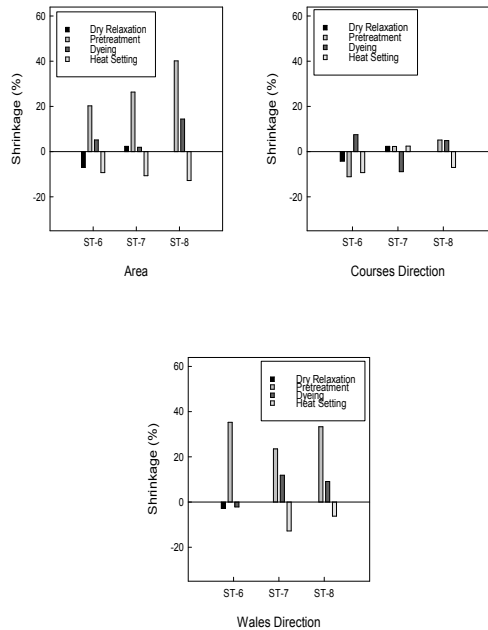 Dry Relaxation
Pretreatment
Dyeing
Heat Setting
Shrinkage (%)
60
40
20
0
-20
ST-6 ST-7 ST-8
Area
Dry Relaxation
Pretreatment
Dyeing
Heat Setting
Shrinkage (%)
60
40
20
0
-20
ST-6 ST-7 ST-8
Courses Direction
Dry Relaxation
Pretreatment
Dyeing
Heat Setting
Shrinkage (%)
60
40
20
0
-20
ST-6 ST-7 ST-8
Wales Direction